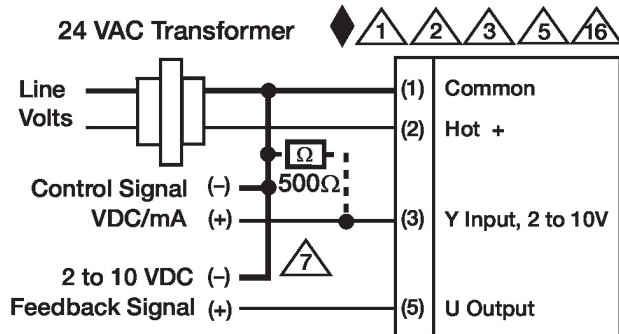 24 VAC Transformer
1 2 3 5 16
Line
Volts
(1) Common
(2) Hot +
Ω
500Ω
Control Signal (–)
VDC/mA (+)
(3) Y Input, 2 to 10V
7
2 to 10 VDC (–)
Feedback Signal (+)
(5) U Output